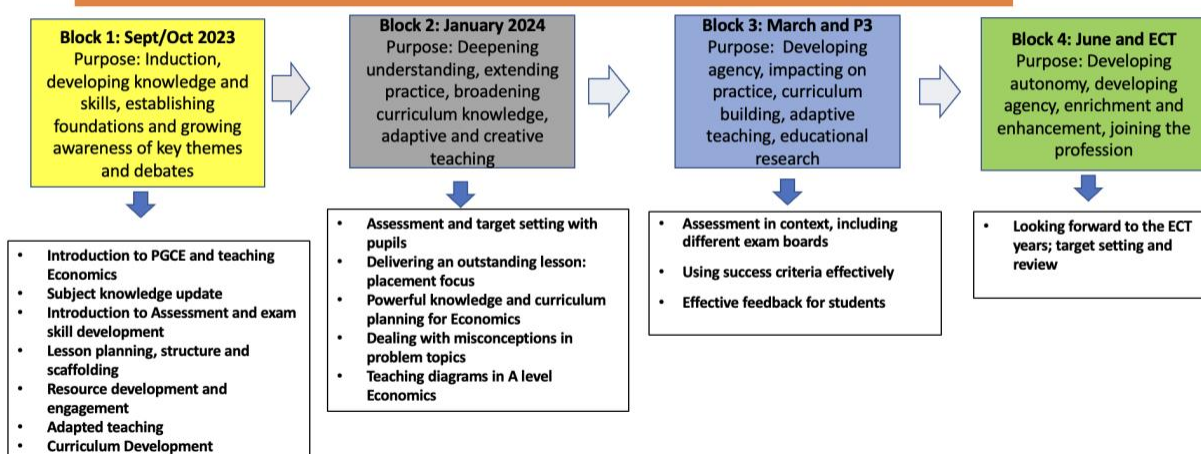 Block 1: Sept/Oct 2023
Purpose: Induction,
developing knowledge and
skills, establishing
foundations and growing
awareness of key themes
and debates
Block 2: January 2024
Purpose: Deepening
understanding, extending
practice, broadening
curriculum knowledge,
adaptive and creative
teaching
Block 3: March and P3
Purpose:  Developing
agency, impacting on
practice, curriculum
building, adaptive
teaching, educational
research
Block 4: June and ECT
Purpose: Developing
autonomy, developing
agency, enrichment and
enhancement, joining the
profession
• Introduction to PGCE and teaching
Economics
• Subject knowledge update
• Introduction to Assessment and exam
skill development
• Lesson planning, structure and
scaffolding
• Resource development and
engagement
• Adapted teaching
• Curriculum Development
• Assessment and target setting with
pupils
• Delivering an outstanding lesson:
placement focus
• Powerful knowledge and curriculum
planning for Economics
• Dealing with misconceptions in
problem topics
• Teaching diagrams in A level
Economics
• Assessment in context, including
different exam boards
• Using success criteria effectively
• Effective feedback for students
• Looking forward to the ECT
years; target setting and
review